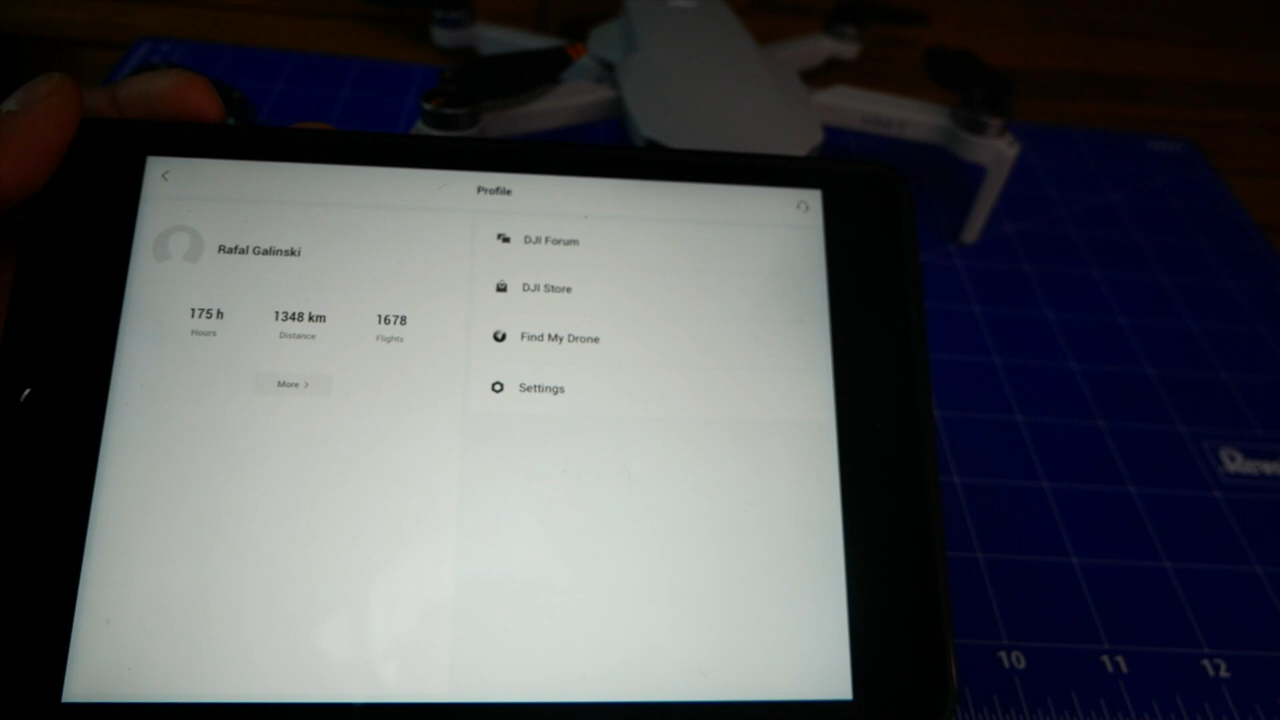 Profile
Rafal Galinski
175 h
1348 km
1678
Hours
Distance
Flights
More
DJI Forum
DJI Store
Find My Drone
Settings
10
11
12